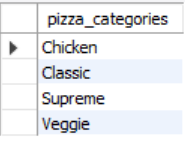 pizza_categories
Chicken
Classic
Supreme
Veggie